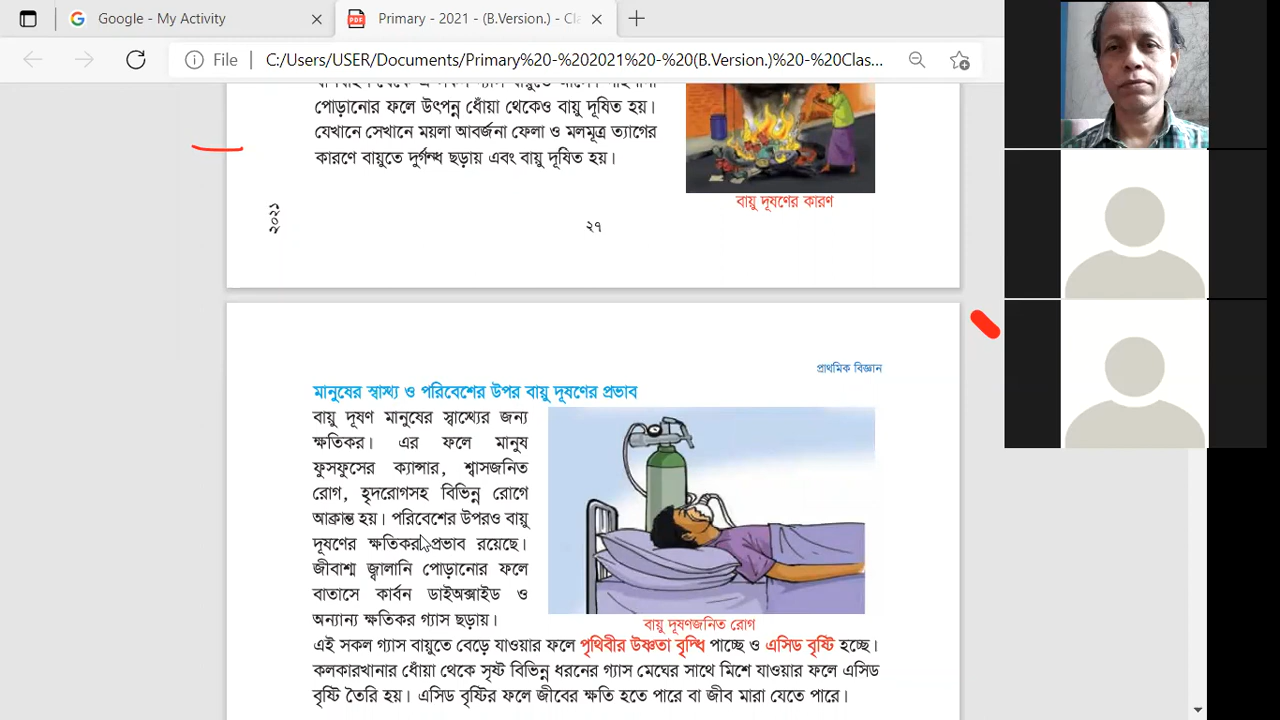 Google - My Activity
Primary - 2021 - (B.Version.) - Cla
File
C:/Users/USER/Documents/Primary%20-%202021%20-%20(B.Version.)%20-%20Clas...
পোড়ানোর ফলে উৎপন্ন ধোঁয়া থেকেও বায়ু দূষিত হয়।
যেখানে সেখানে ময়লা আবর্জনা ফেলা ও মলমূত্র ত্যাগের
কারণে বায়ুতে দুর্গন্ধ ছড়ায় এবং বায়ু দূষিত হয়।
বায়ু দূষণের কারণ
২০২১
২৭
প্রাথমিক বিজ্ঞান
মানুষের স্বাস্থ্য ও পরিবেশের উপর বায়ু দূষণের প্রভাব
বায়ু দূষণ মানুষের স্বাস্থ্যের জন্য
ক্ষতিকর। এর ফলে মানুষ
ফুসফুসের ক্যান্সার, শ্বাসজনিত
রোগ, হৃদরোগসহ বিভিন্ন রোগে
আক্রান্ত হয়। পরিবেশের উপরও বায়ু
দূষণের ক্ষতিকর প্রভাব রয়েছে।
জীবাশ্ম জ্বালানি পোড়ানোর ফলে
বাতাসে কার্বন ডাইঅক্সাইড ও
অন্যান্য ক্ষতিকর গ্যাস ছড়ায়।
বায়ু দূষণজনিত রোগ
এই সকল গ্যাস বায়ুতে বেড়ে যাওয়ার ফলে পৃথিবীর উষ্ণতা বৃদ্ধি পাচ্ছে ও এসিড বৃষ্টি হচ্ছে।
কলকারখানার ধোঁয়া থেকে সৃষ্ট বিভিন্ন ধরনের গ্যাস মেঘের সাথে মিশে যাওয়ার ফলে এসিড
বৃষ্টি তৈরি হয়। এসিড বৃষ্টির ফলে জীবের ক্ষতি হতে পারে বা জীব মারা যেতে পারে।